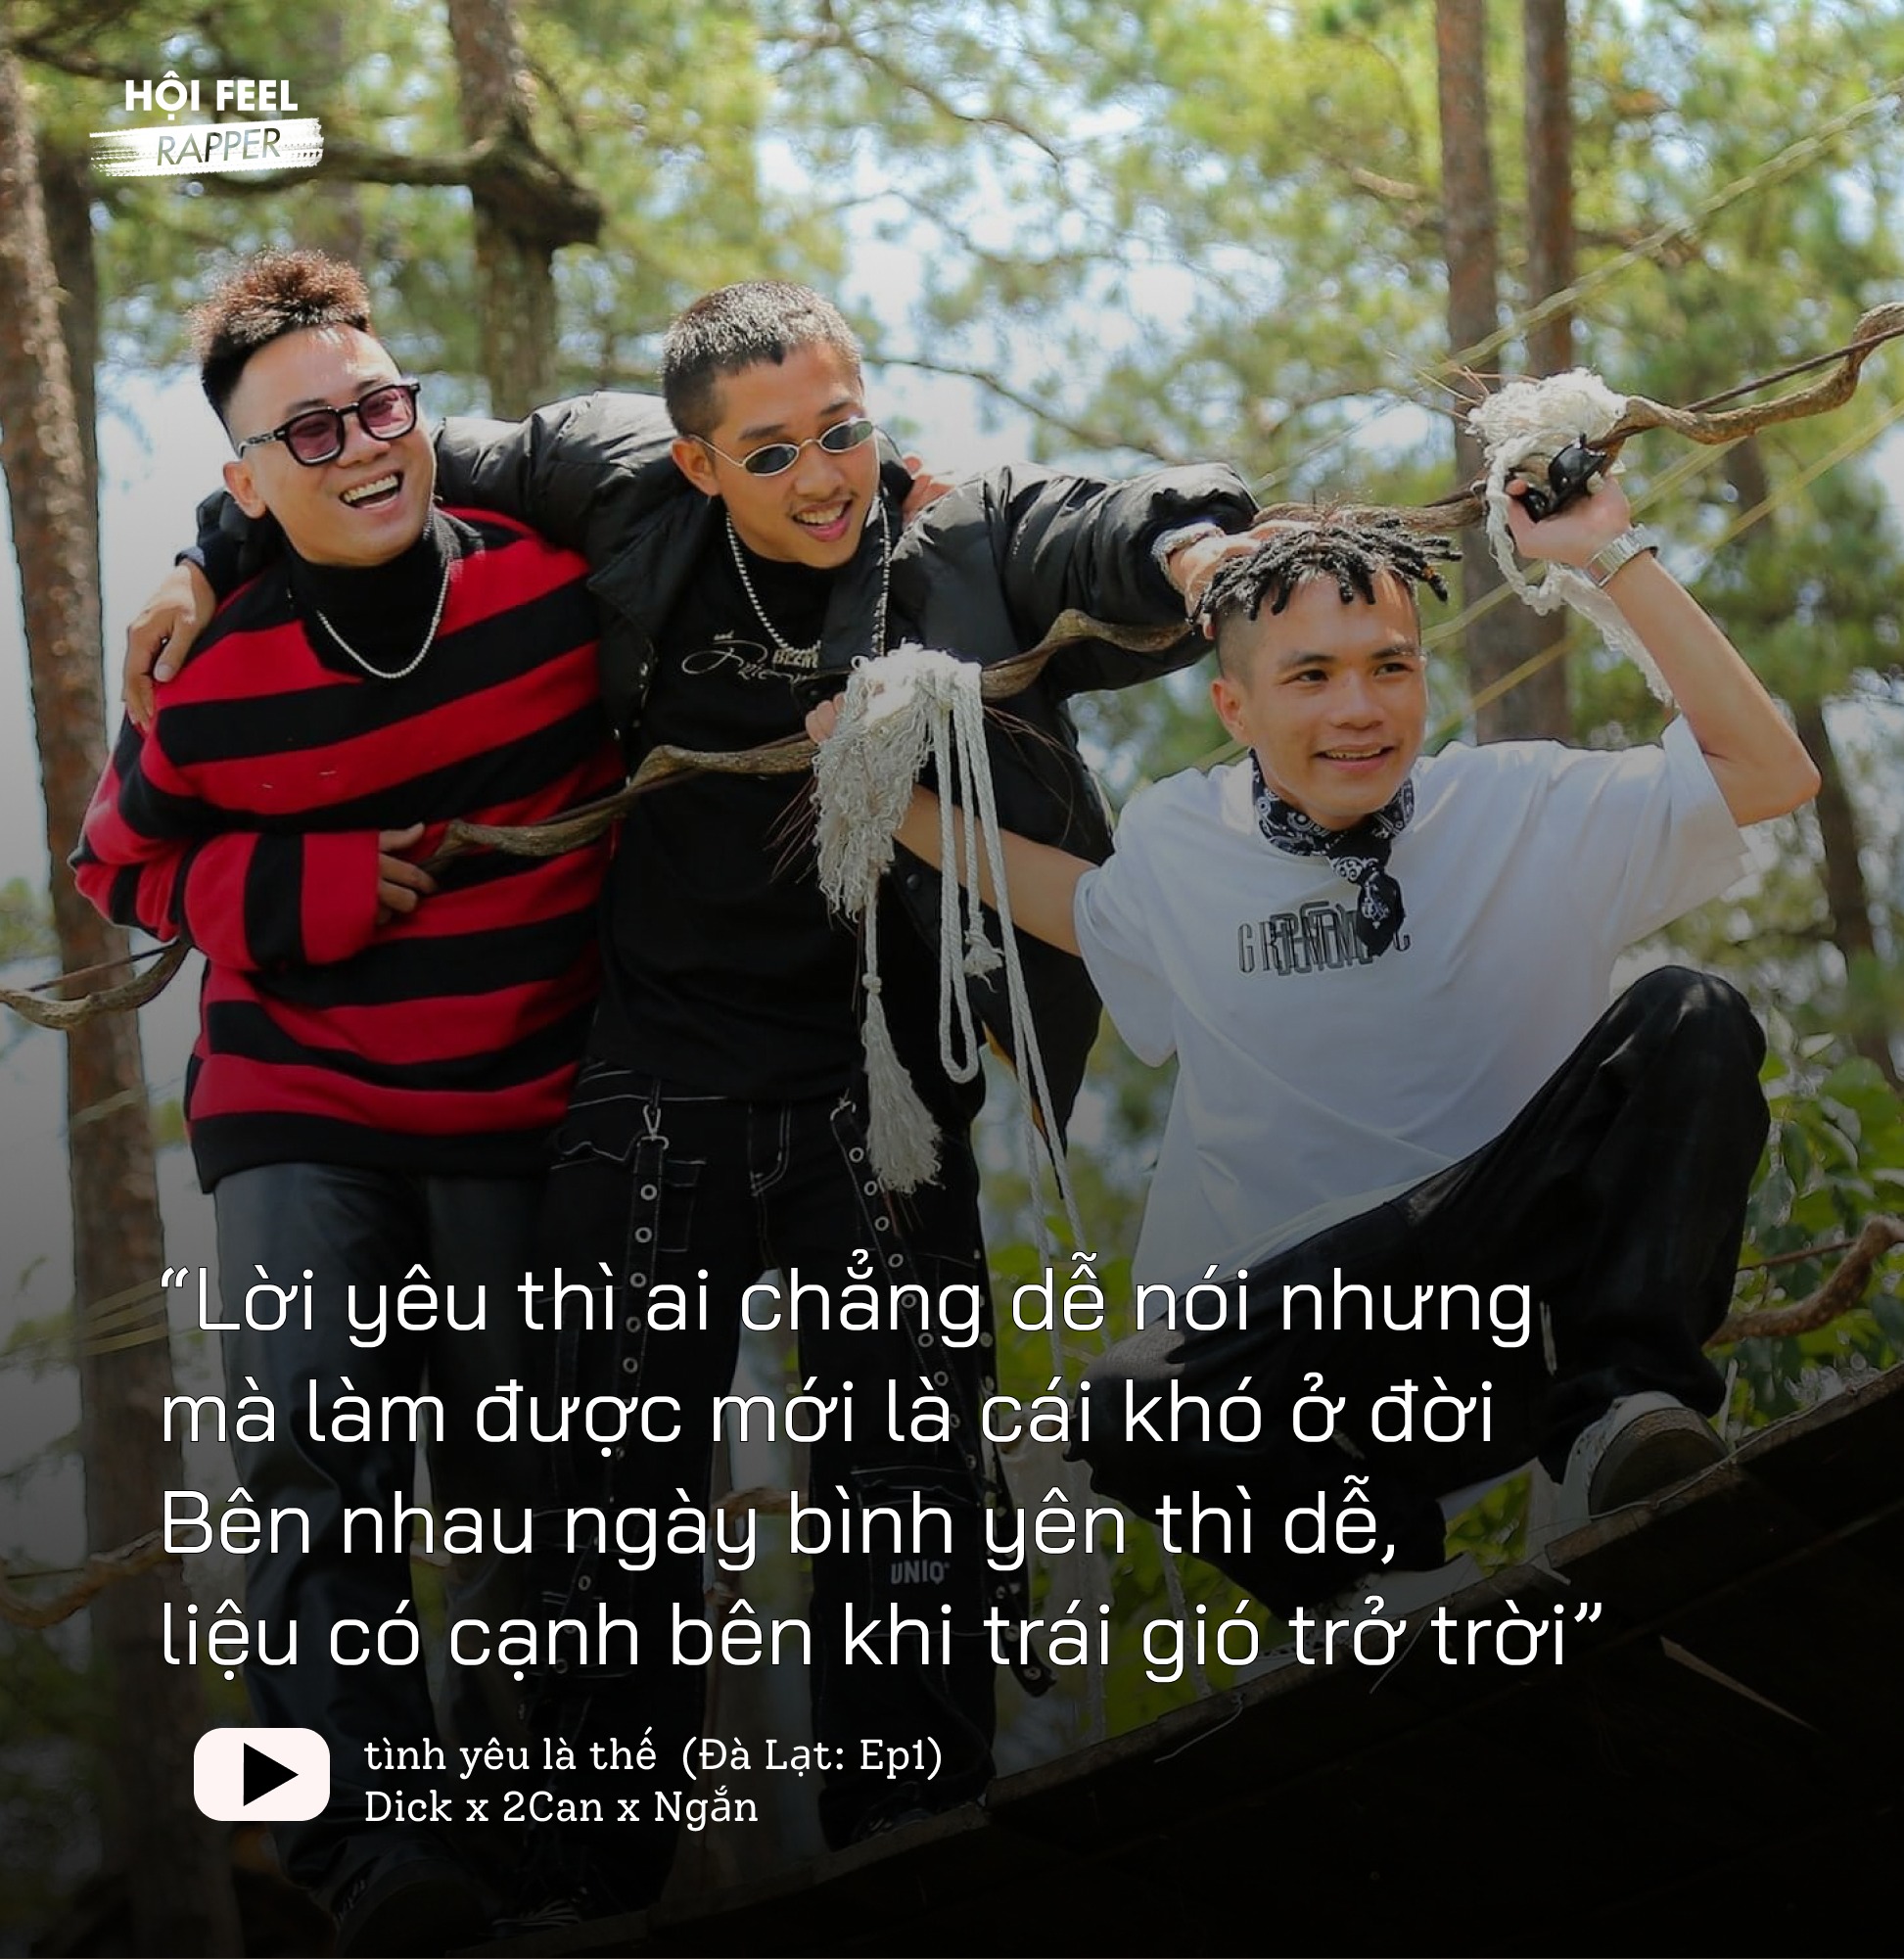 HỘI FEEL
RAPPER
“Lời yêu thì ai chẳng dễ nói nhưng
mà làm được mới là cái khó ở đời
Bên nhau ngày bình yên thì dễ,
UNIQ
liệu có cạnh bên khi trái gió trở trời”
tình yêu là thế (Đà Lạt: Ep1)
Dick x 2Can x Ngắn